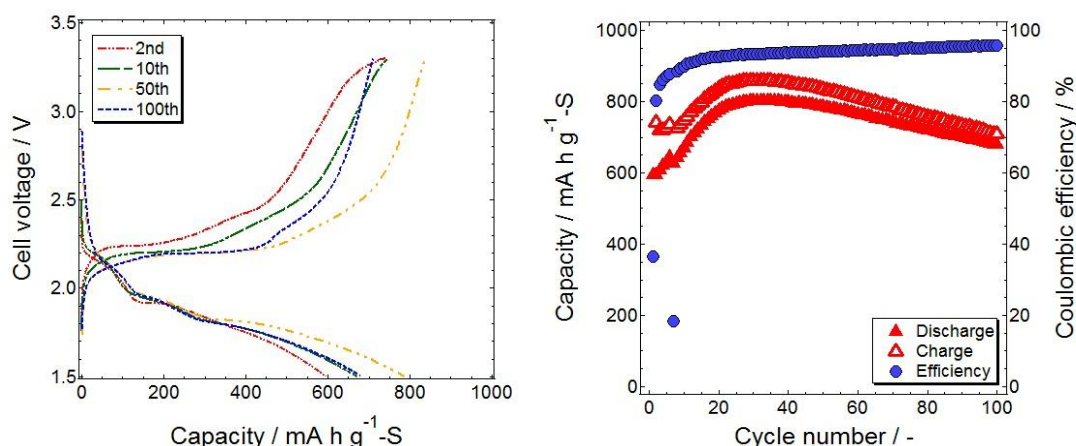 3.5
3.0
2.5
2.0
1.5
Cell voltage / V
2nd
10th
50th
100th
0 200 400 600 800 1000
Capacity / mA h g⁻¹-S
1000
800
600
400
200
0
Capacity / mA h g⁻¹-S
100
80
60
40
20
0
Coulombic efficiency / %
Discharge
Charge
Efficiency
0 20 40 60 80 100
Cycle number / -